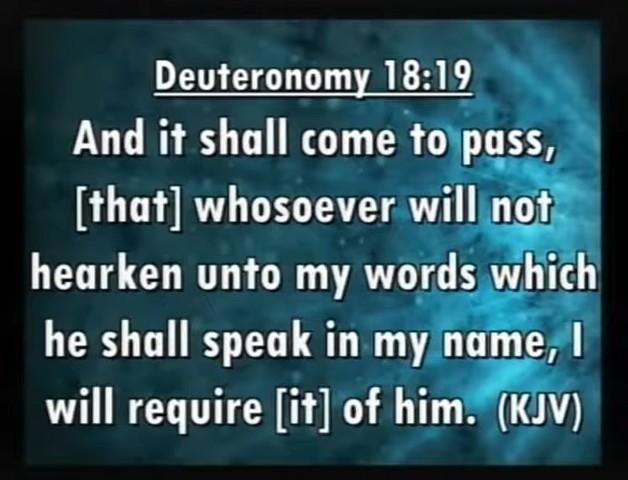 Deuteronomy 18:19
And it shall come to pass,
[that] whosoever will not
hearken unto my words which
he shall speak in my name, I
will require [it] of him. (KJV)